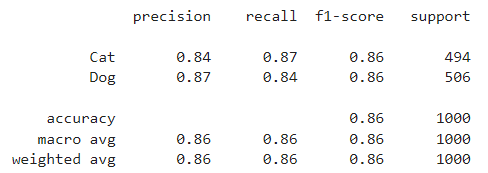 precision recall f1-score support
Cat 0.84 0.87 0.86 494
Dog 0.87 0.84 0.86 506
accuracy 0.86 1000
macro avg 0.86 0.86 0.86 1000
weighted avg 0.86 0.86 0.86 1000